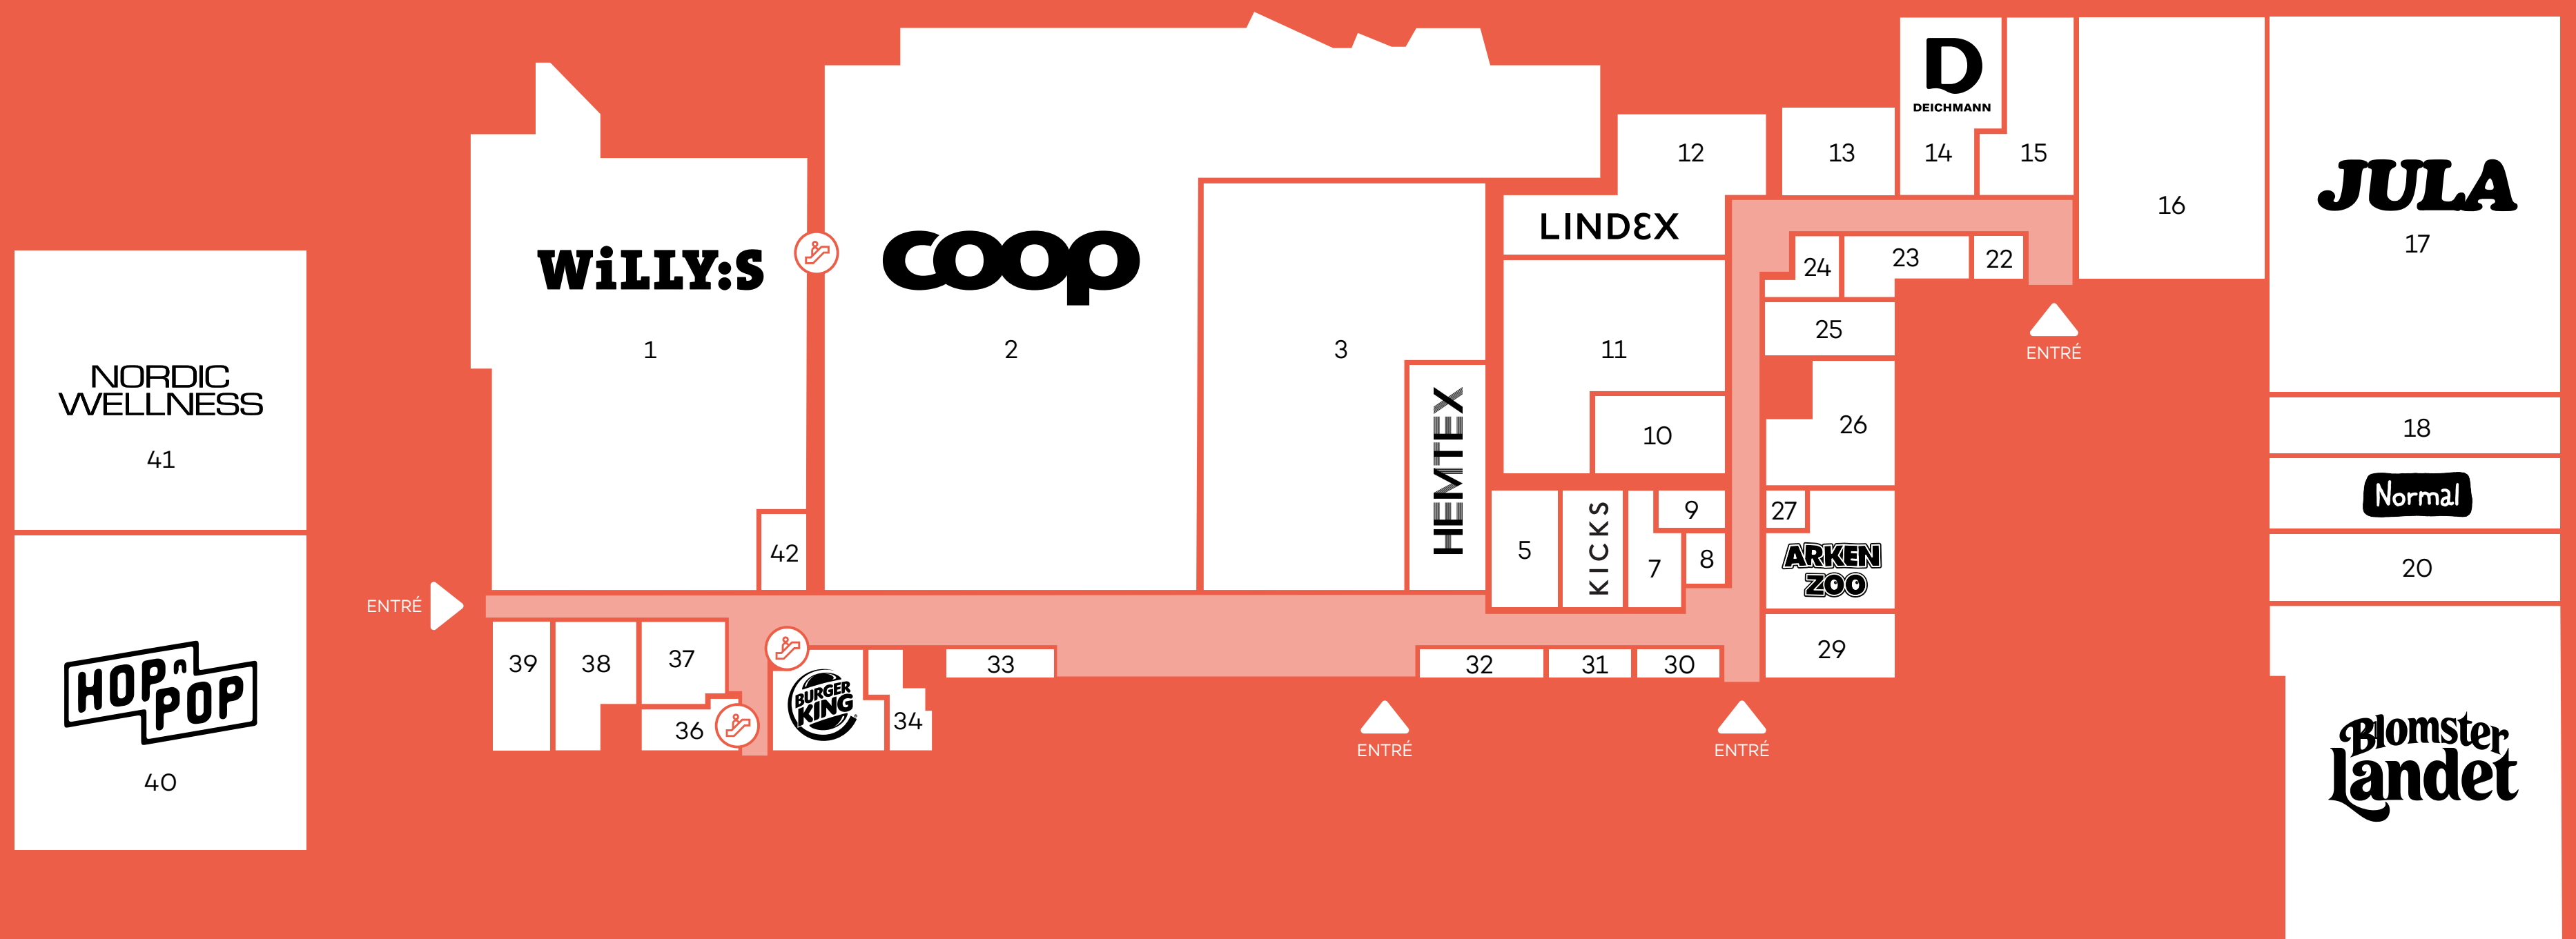 D
DEICHMANN
12
13
14
15
16
JULA
17
WiLLY:S
1
coop
2
3
LINDEX
11
10
24
23
22
25
26
ENTRÉ
NORDIC
WELLNESS
41
18
Normal
20
HEMTEX
5
KICKS
7
9
8
27
ARKEN
ZOO
29
42
ENTRÉ
39
38
37
36
BURGER
KING
34
33
32
31
30
ENTRÉ
ENTRÉ
HOP n'
POP
40
Blomster
landet